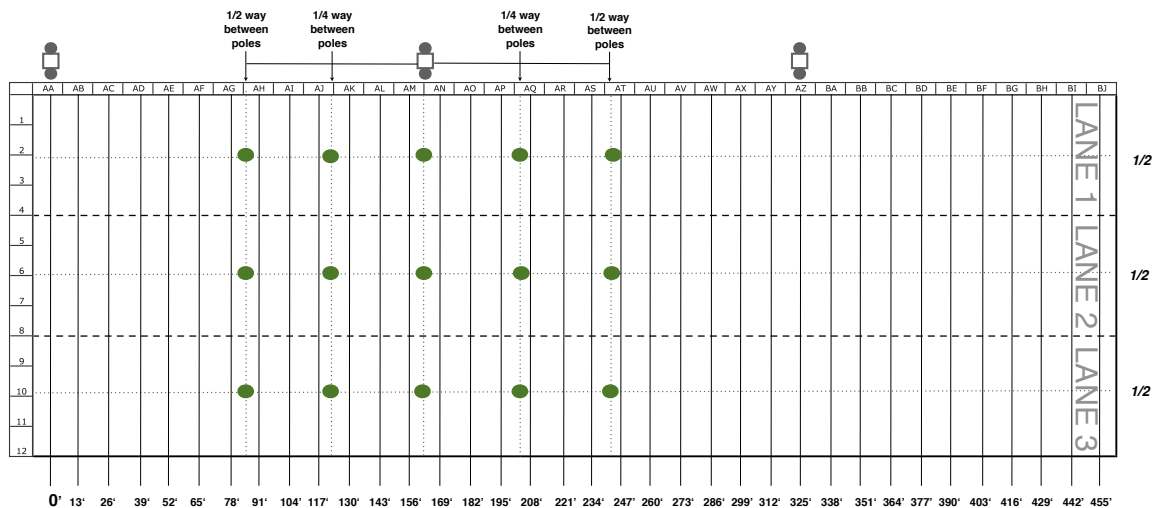 1/2 way
between
poles
1/4 way
between
poles
1/4 way
between
poles
1/2 way
between
poles
AA AB AC AD AE AF AG AH AI AJ AK AL AM AN AO AP AQ AR AS AT AU AV AW AX AY AZ BA BB BC BD BE BF BG BH BI BJ
1
2
3
4
5
6
7
8
9
10
11
12
LANE 1
LANE 2
LANE 3
1/2
1/2
1/2
0’ 13‘ 26‘ 39‘ 52‘ 65‘ 78‘ 91‘ 104’ 117‘ 130‘ 143‘ 156‘ 169‘ 182‘ 195‘ 208‘ 221‘ 234‘ 247‘ 260‘ 273‘ 286‘ 299‘ 312‘ 325‘ 338‘ 351‘ 364‘ 377‘ 390‘ 403‘ 416‘ 429‘ 442‘ 455’